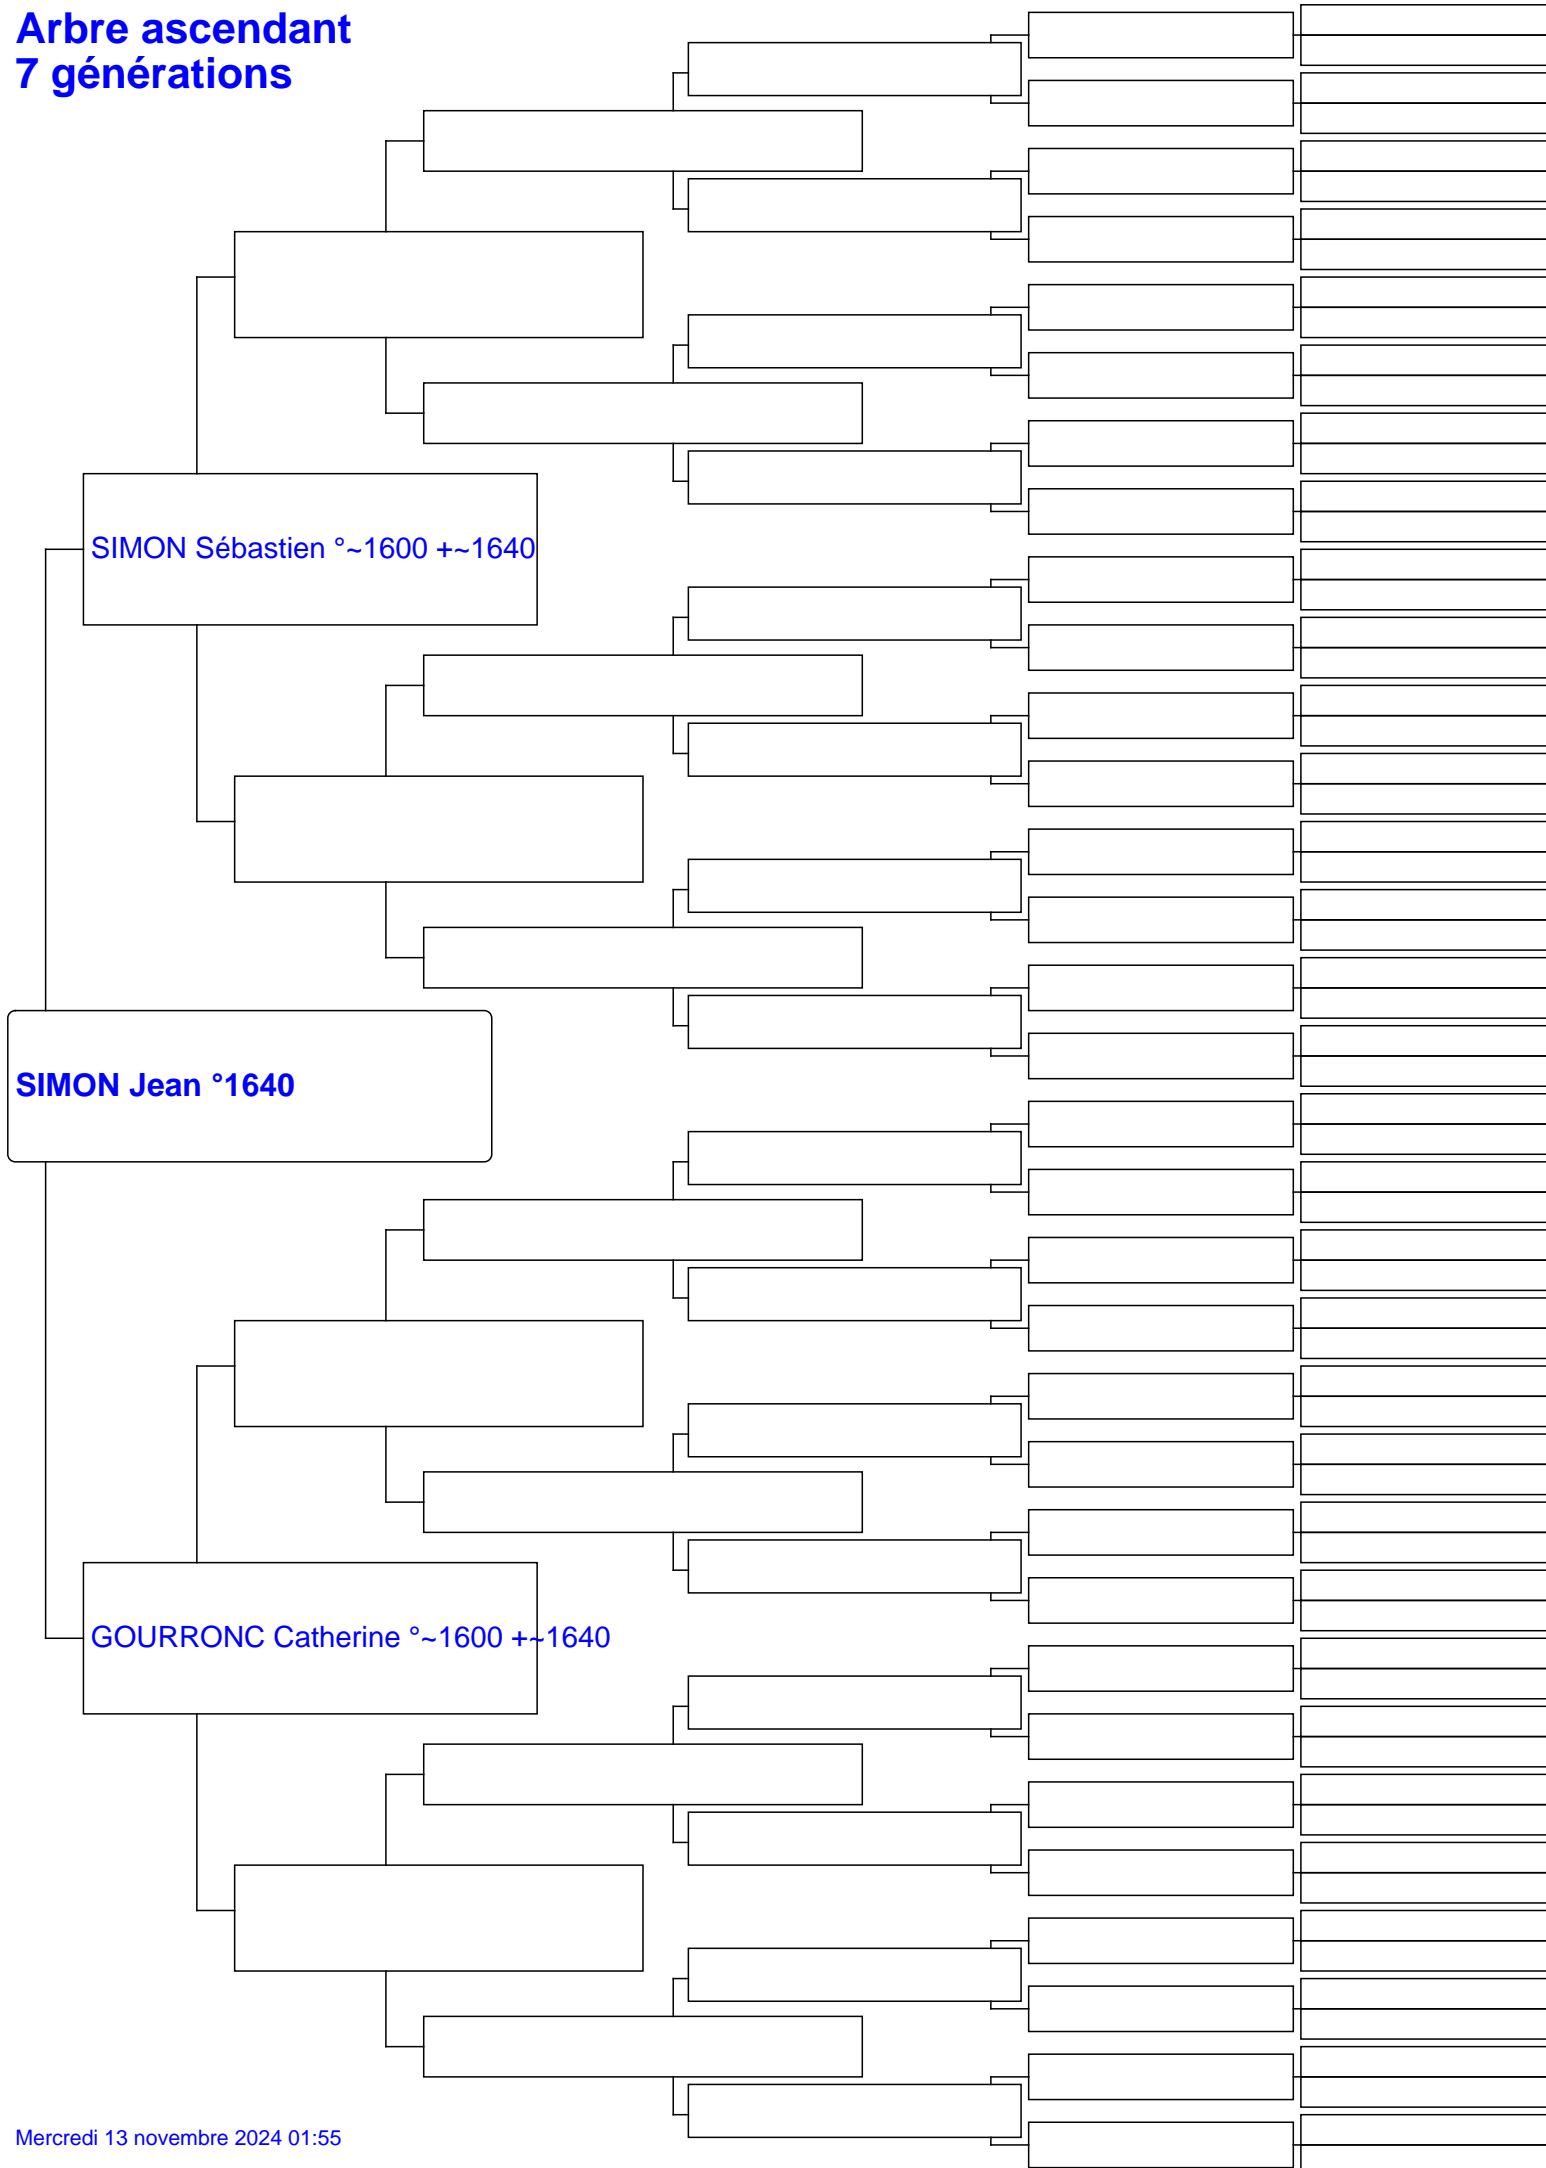 Arbre ascendant
7 générations
SIMON Sébastien °~1600 +~1640
SIMON Jean °1640
GOURRONC Catherine °~1600 +~1640
Mercredi 13 novembre 2024 01:55